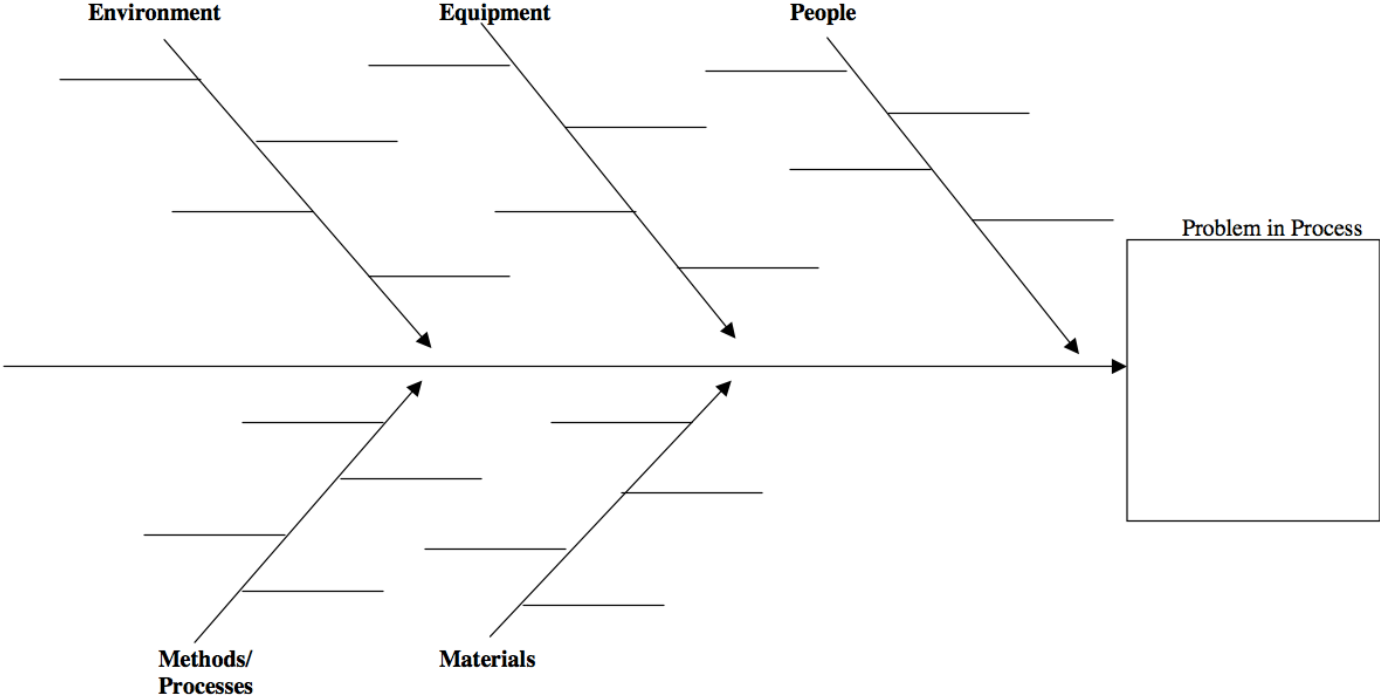 Environment
Equipment
People
Problem in Process
Methods/
Processes
Materials